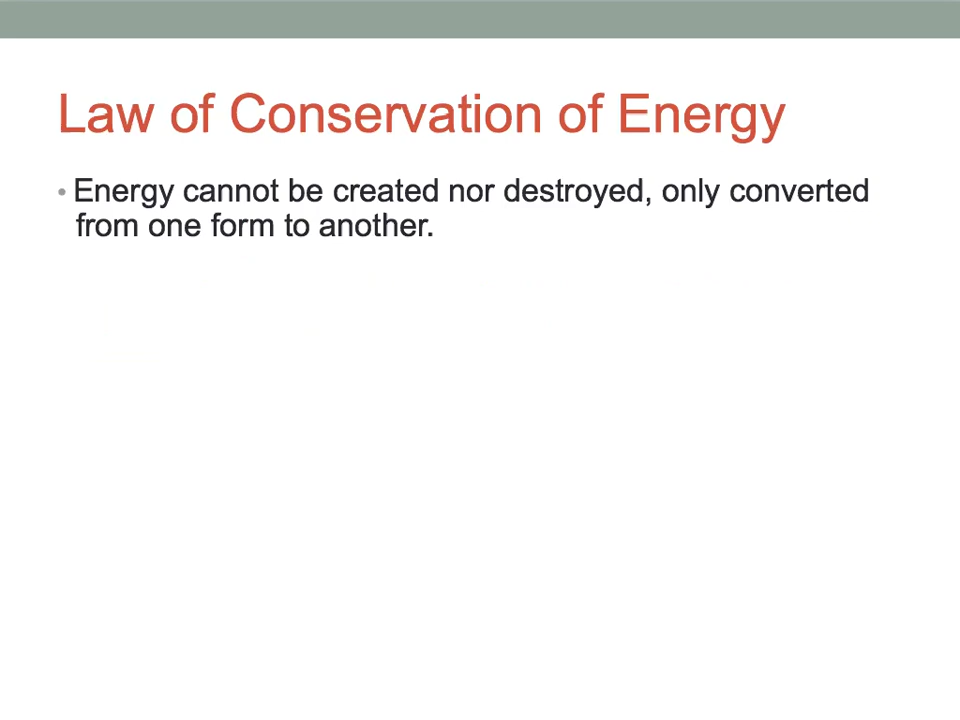 Law of Conservation of Energy
• Energy cannot be created nor destroyed, only converted
from one form to another.